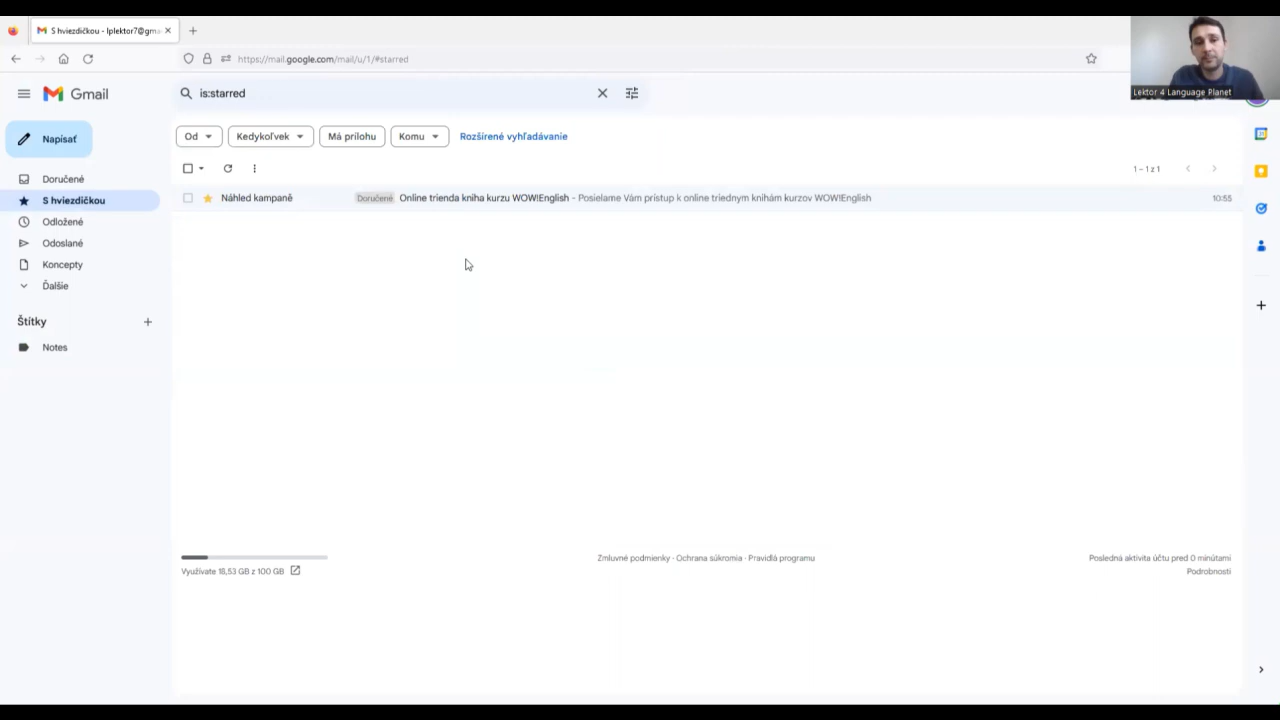 S hviezdičkou - lplektor7@gma
https://mail.google.com/mail/u/1/#starred
Lektor 4 Language Planet
Gmail
is:starred
Napísať
Od
Kedykoľvek
Má prílohu
Komu
Rozšírené vyhľadávanie
1 – 1 z 1
Doručené
S hviezdičkou
Odložené
Odoslané
Koncepty
Ďalšie
Štítky
Notes
Náhled kampaně Doručené Online trienda kniha kurzu WOW!English - Posielame Vám prístup k online triednym knihám kurzov WOW!English 10:55
Využívate 18,53 GB z 100 GB
Zmluvné podmienky · Ochrana súkromia · Pravidlá programu
Posledná aktivita účtu pred 0 minútami
Podrobnosti